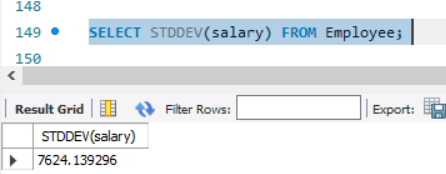 148
149 SELECT STDDEV(salary) FROM Employee;
150
Result Grid Filter Rows: Export:
STDDEV(salary)
7624.139296